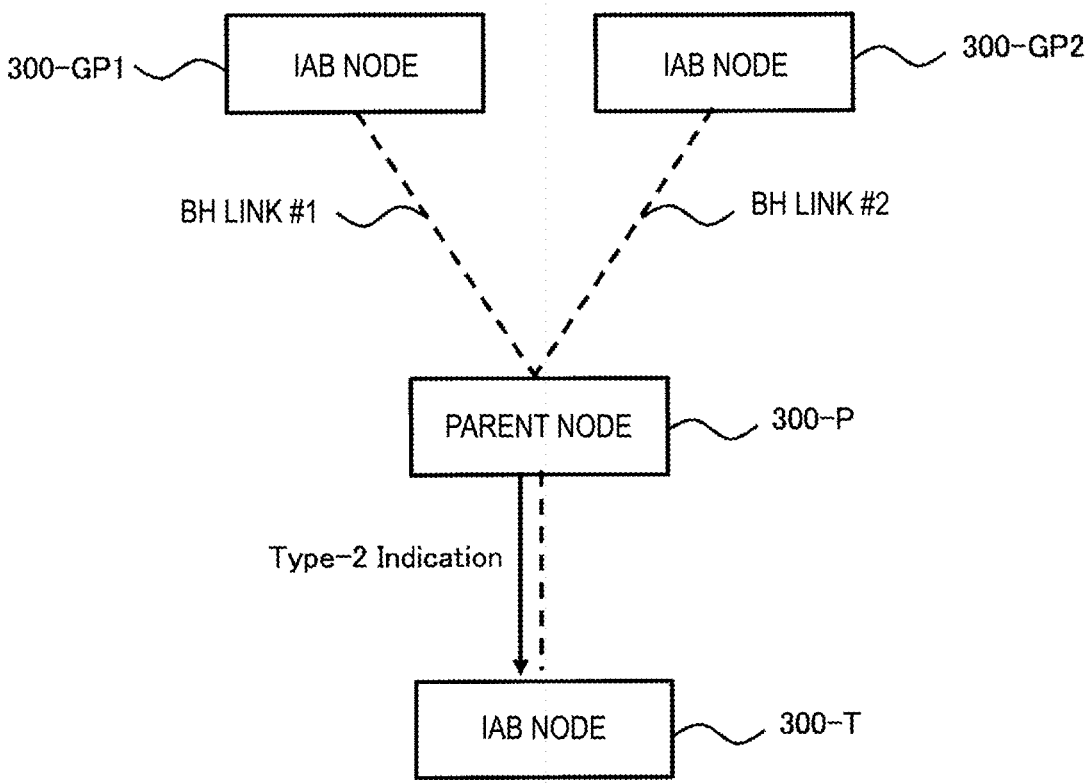 300-GP1
IAB NODE
IAB NODE
300-GP2
BH LINK #1
BH LINK #2
PARENT NODE
300-P
Type-2 Indication
IAB NODE
300-T